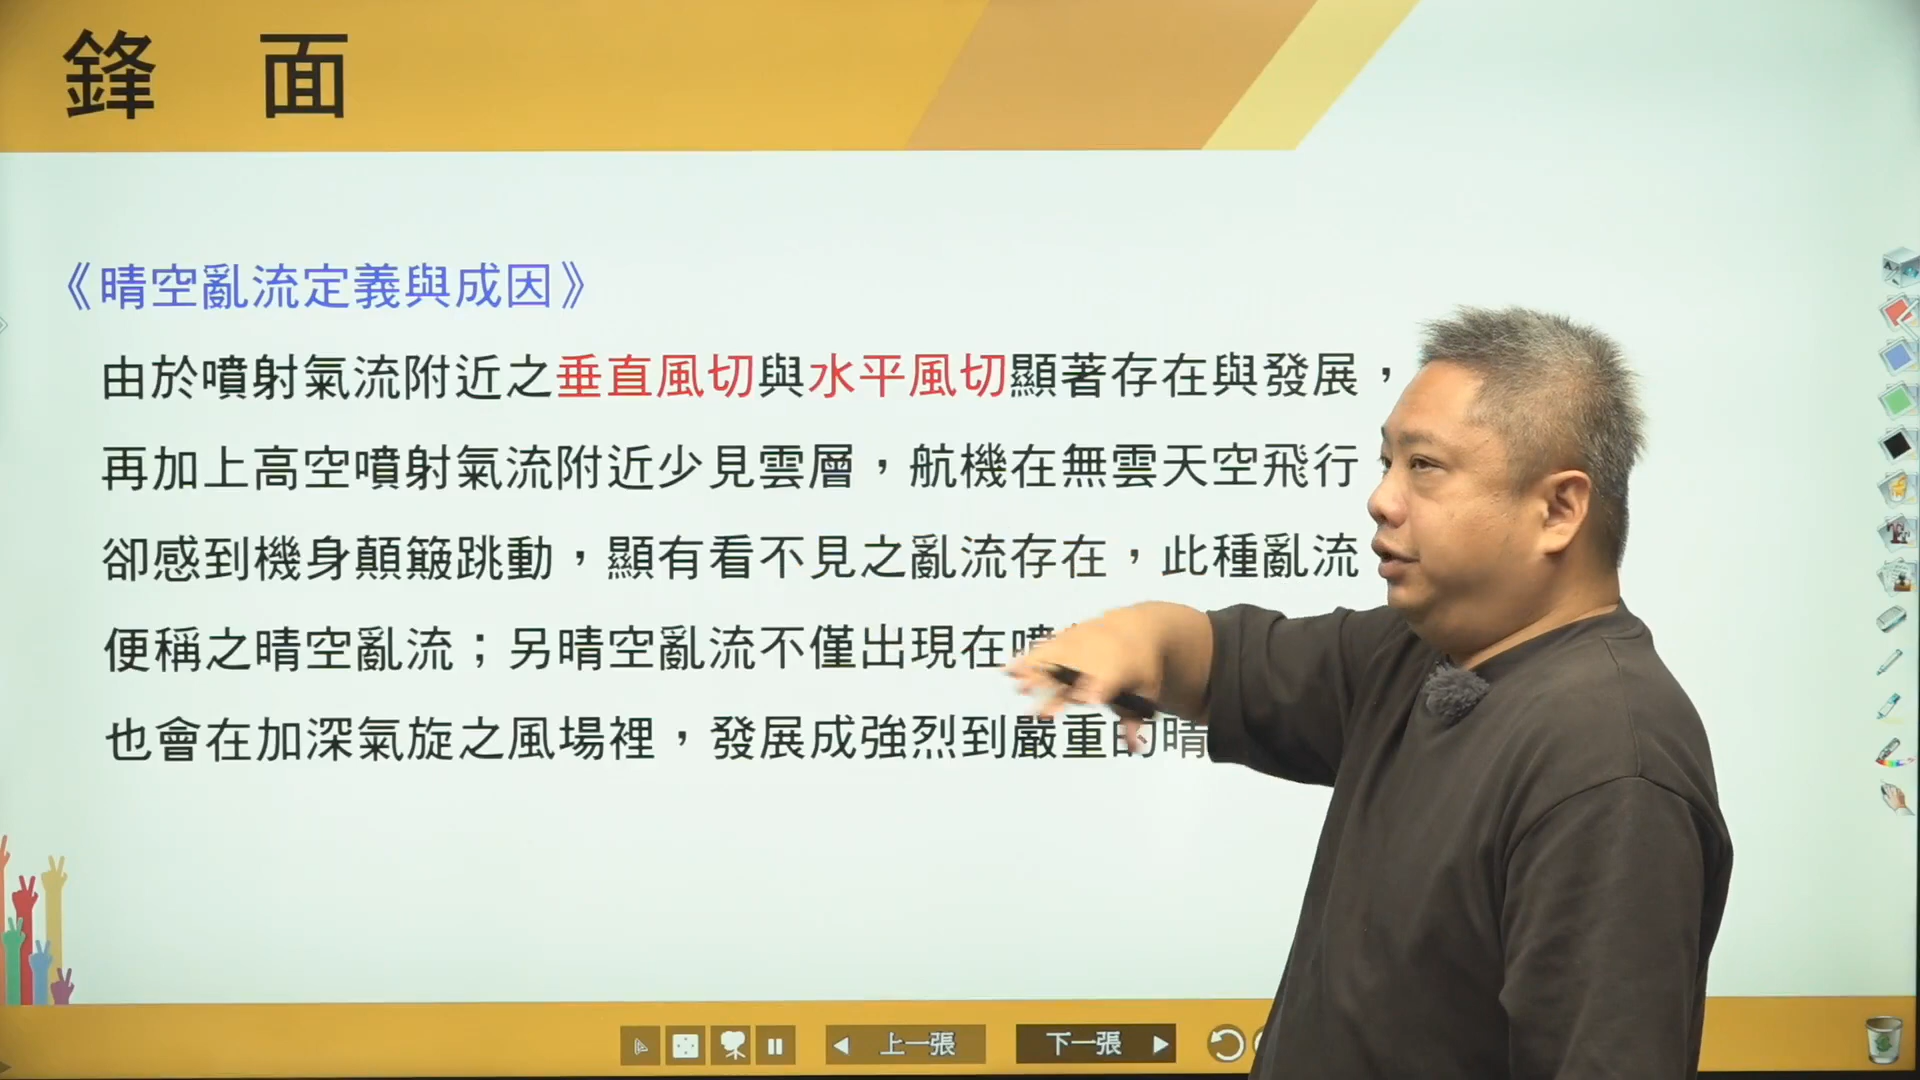 鋒 面
《晴空亂流定義與成因》
由於噴射氣流附近之垂直風切與水平風切顯著存在與發展，
再加上高空噴射氣流附近少見雲層，航機在無雲天空飛行
卻感到機身顛簸跳動，顯有看不見之亂流存在，此種亂流
便稱之晴空亂流；另晴空亂流不僅出現在噴
也會在加深氣旋之風場裡，發展成強烈到嚴重的晴
上一張
下一張